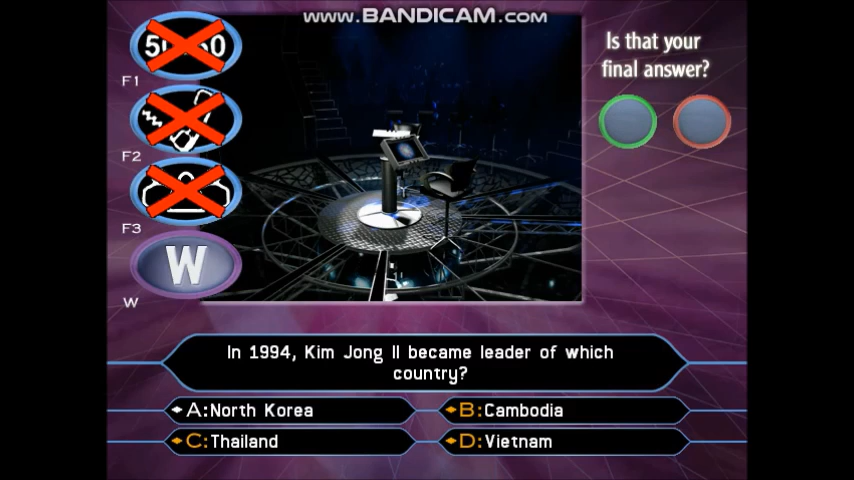 www.BANDICAM.com
Is that your
final answer?
F1
F2
F3
W
W
In 1994, Kim Jong Il became leader of which
country?
A:North Korea
B:Cambodia
C:Thailand
D:Vietnam